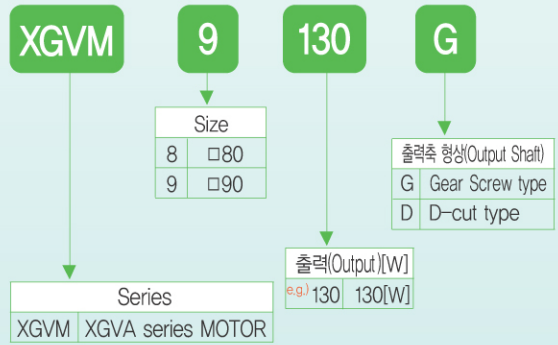 XGVM 9 130 G
Size
8 □80
9 □90
출력축 형상(Output Shaft)
G Gear Screw type
D D-cut type
출력(Output)[W]
e.g.) 130 130[W]
Series
XGVM XGVA series MOTOR